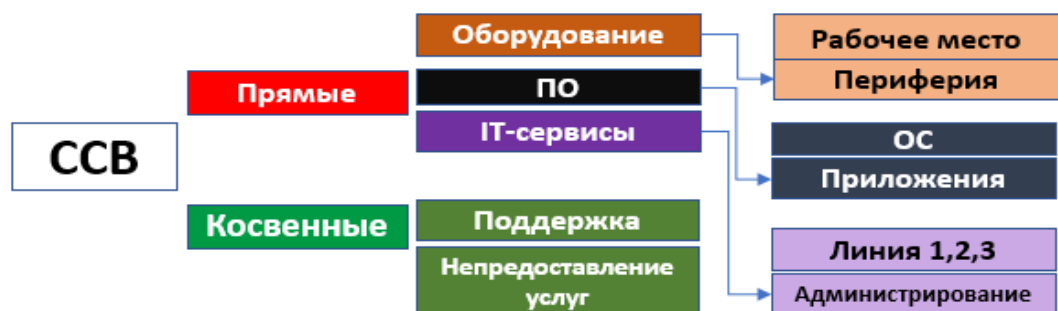 ССВ
Прямые
Косвенные
Оборудование
ПО
IT-сервисы
Поддержка
Непредоставление
услуг
Рабочее место
Периферия
ОС
Приложения
Линия 1,2,3
Администрирование